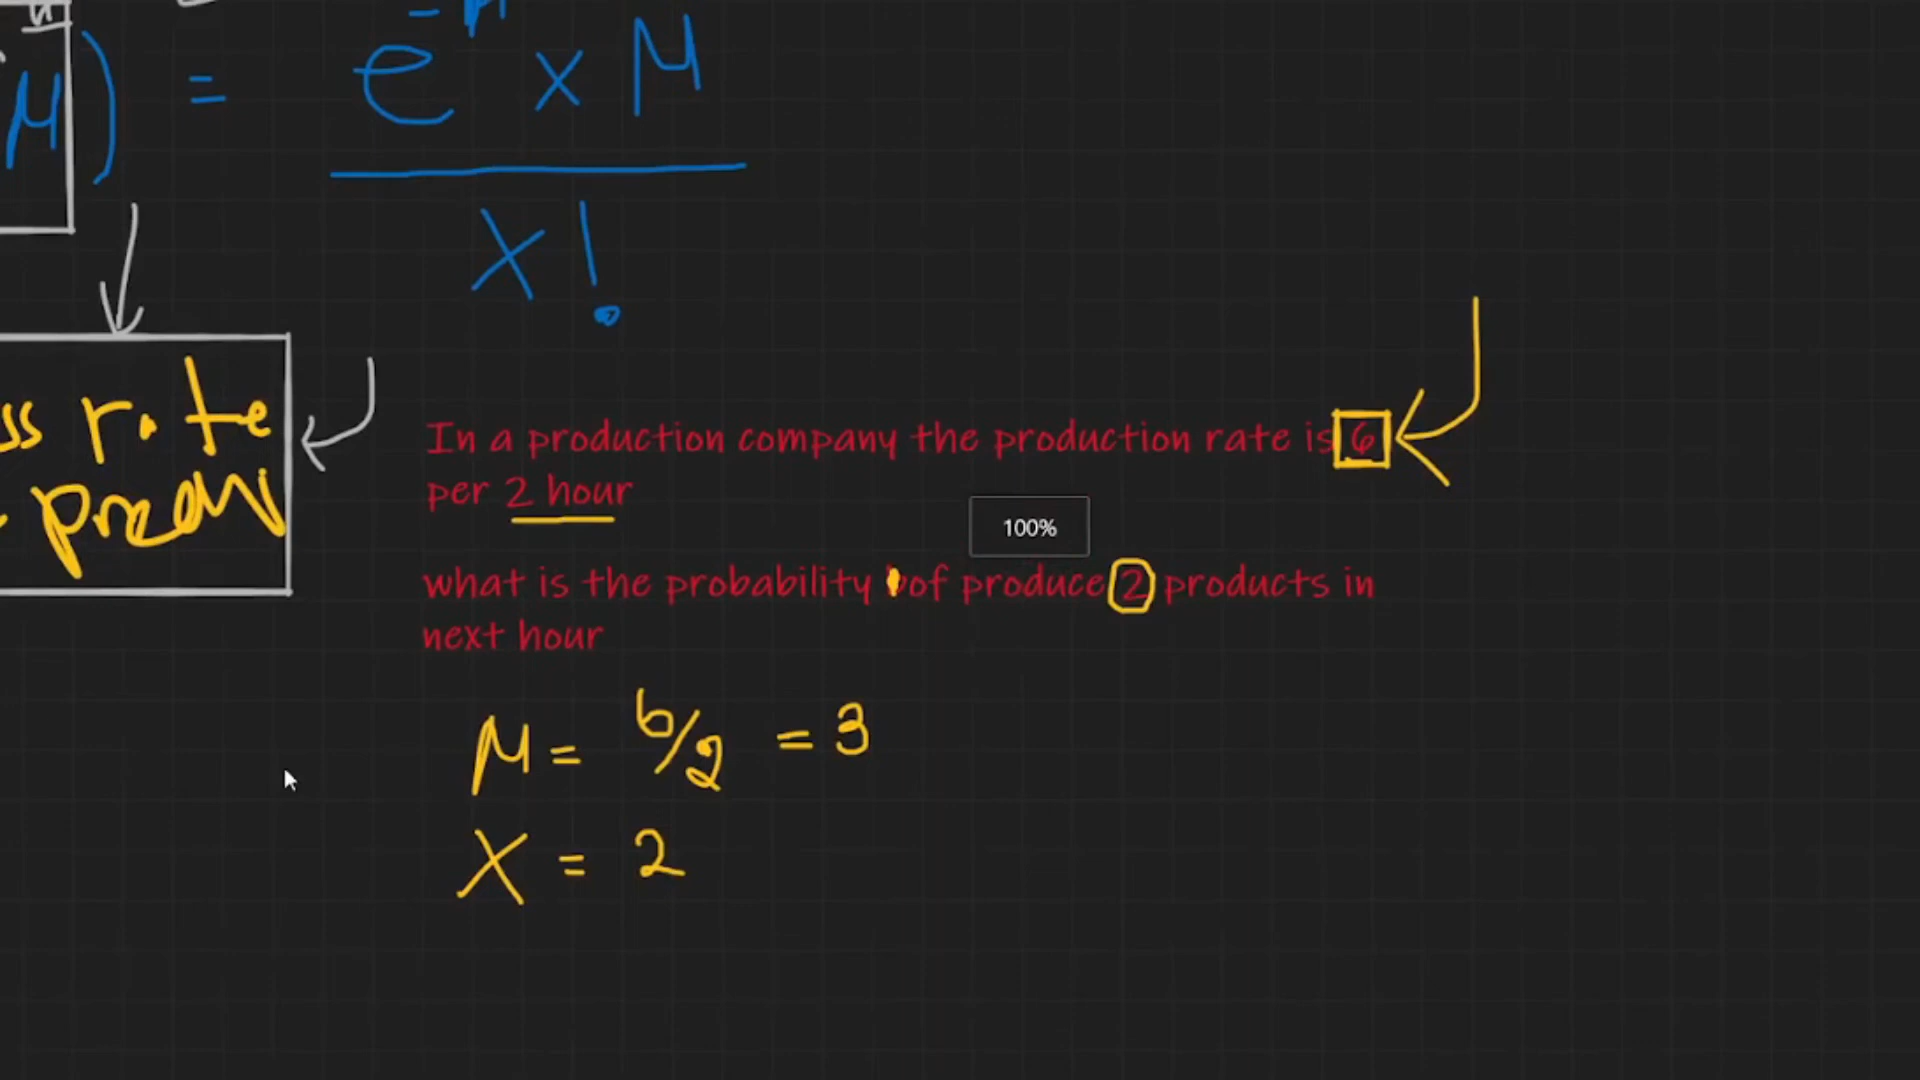 μ) = e^-μ x μ
x!
rate
In a production company the production rate is 6
per 2 hour
100%
what is the probability of produce 2 products in
next hour
μ = 6/2 = 3
X = 2